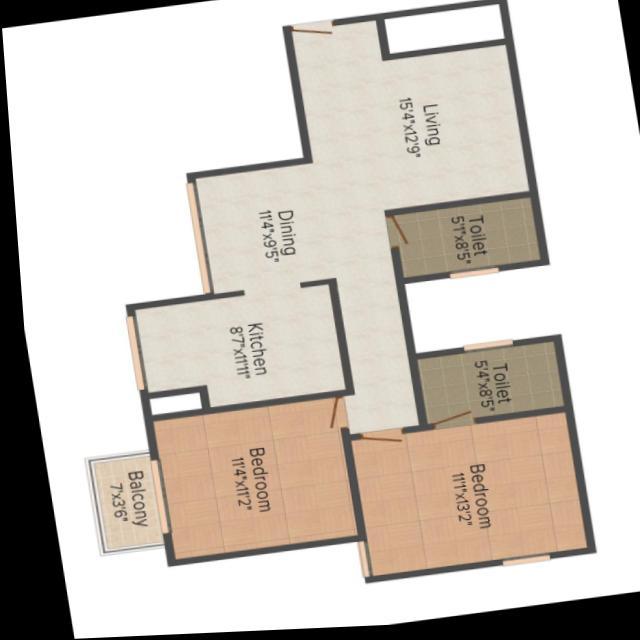 Living
15'4"x12'9"
Toilet
5'1"x8'5"
Dining
11'4"x9'5"
Kitchen
8'7"x11'11"
Toilet
5'4"x8'5"
Bedroom
11'4"x11'2"
Bedroom
11'1"x13'2"
Balcony
7'x3'6"